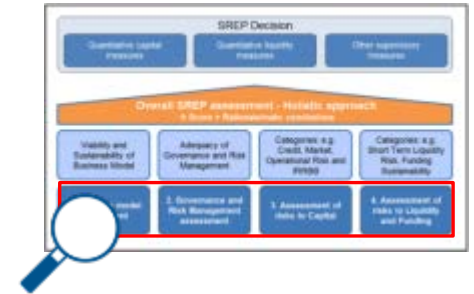 SREP Decision
Quantitative capital
measures
Quantitative liquidity
measures
Other supervisory
measures
Overall SREP assessment - Holistic approach
Viability and
Sustainability of
Business Model
Adequacy of
Governance and Risk
Management
Categories: e.g.
Credit, Market,
Operational Risk and
IRRBB
Categories: e.g.
Short Term Liquidity
Risk, Funding
Sustainability
model
2. Governance and
Risk Management
assessment
3. Assessment of
risks to Capital
4. Assessment of
risks to Liquidity
and Funding